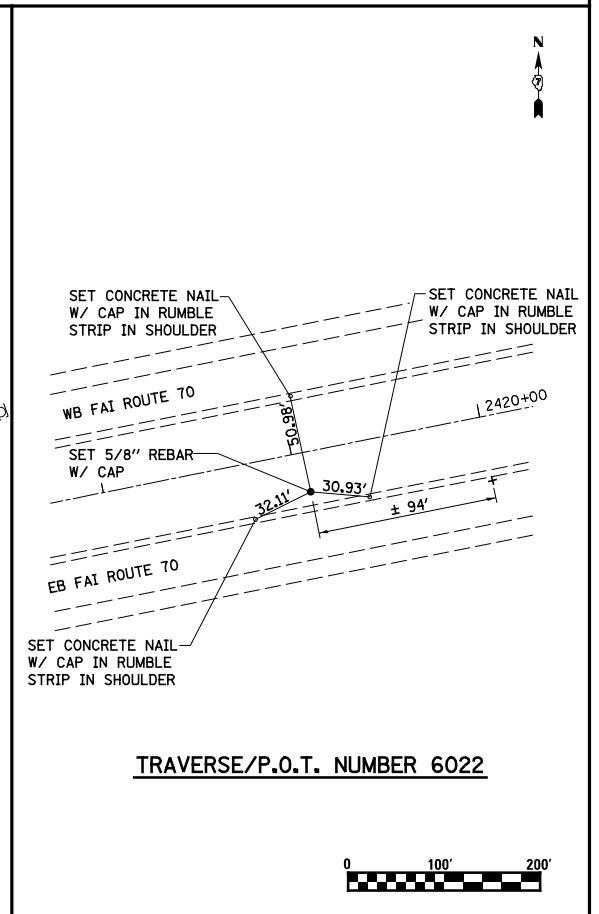 N
7
SET CONCRETE NAIL
W/ CAP IN RUMBLE
STRIP IN SHOULDER
SET CONCRETE NAIL
W/ CAP IN RUMBLE
STRIP IN SHOULDER
WB FAI ROUTE 70
50.98'
2420+00
SET 5/8" REBAR
W/ CAP
32.11'
30.93'
± 94'
EB FAI ROUTE 70
SET CONCRETE NAIL
W/ CAP IN RUMBLE
STRIP IN SHOULDER
TRAVERSE/P.O.T. NUMBER 6022
0 100' 200'